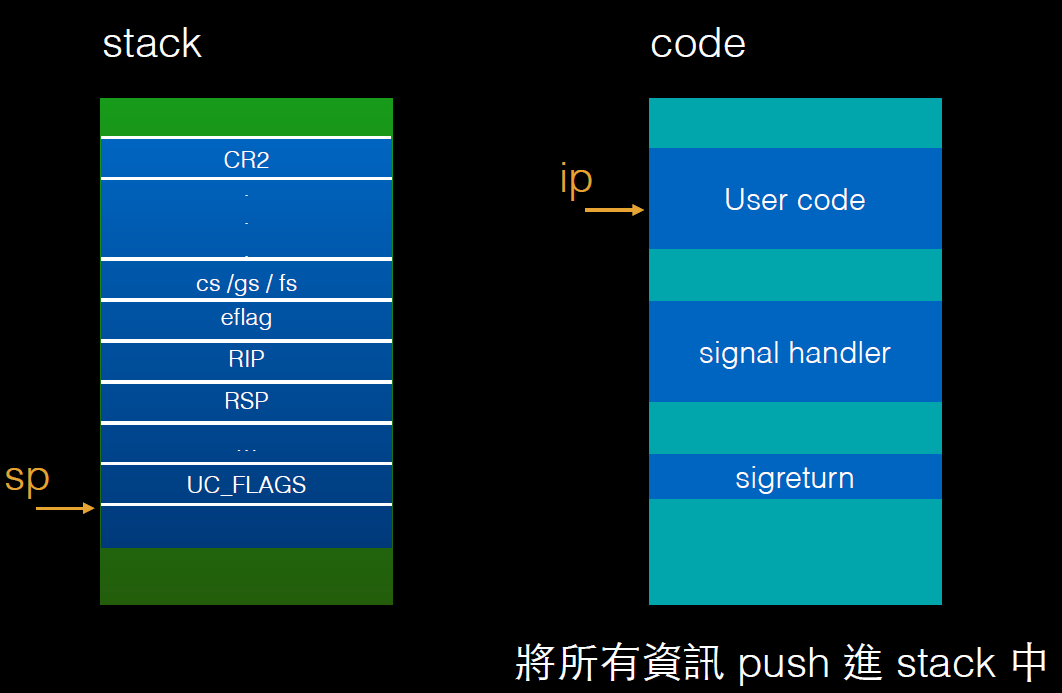 stack
CR2
.
.
.
cs /gs / fs
eflag
RIP
RSP
...
UC_FLAGS
sp
code
ip
User code
signal handler
sigreturn
將所有資訊 push 進 stack 中